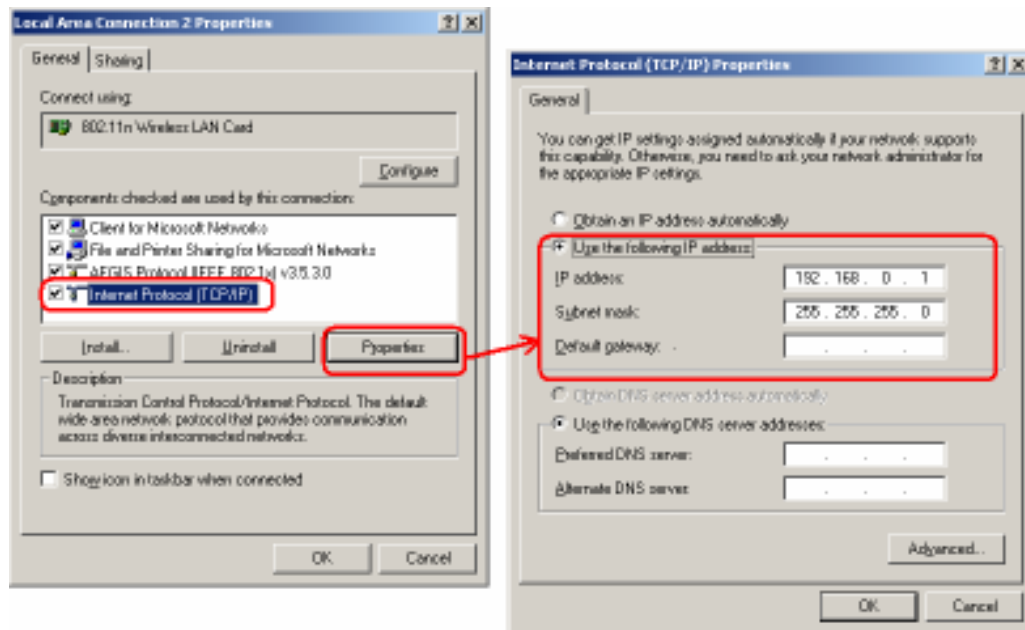 Local Area Connection 2 Properties
General Sharing
Connect using:
802.11n Wireless LAN Card
Configure
Components checked are used by this connection:
Client for Microsoft Networks
File and Printer Sharing for Microsoft Networks
AEGIS Protocol (IEEE 802.1x) v3.5.3.0
Internet Protocol (TCP/IP)
Install... Uninstall Properties
Description
Transmission Control Protocol/Internet Protocol. The default
wide area network protocol that provides communication
across diverse interconnected networks.
Show icon in taskbar when connected
OK Cancel
Internet Protocol (TCP/IP) Properties
General
You can get IP settings assigned automatically if your network supports
this capability. Otherwise, you need to ask your network administrator for
the appropriate IP settings.
Obtain an IP address automatically
Use the following IP address:
IP address: 192 . 168 . 0 . 1
Subnet mask: 255 . 255 . 255 . 0
Default gateway: . . .
Obtain DNS server address automatically
Use the following DNS server addresses:
Preferred DNS server: . . .
Alternate DNS server: . . .
Advanced...
OK Cancel